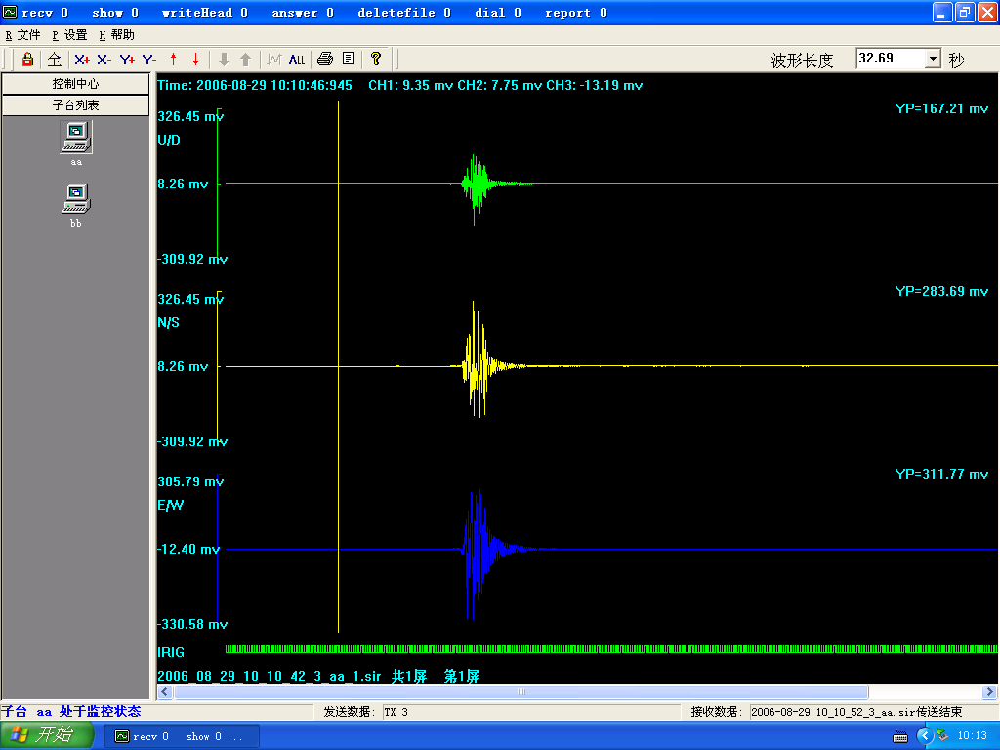 recv 0 show 0 writeHead 0 answer 0 deletefile 0 dial 0 report 0
R 文件 P 设置 H 帮助
全 X+ X- Y+ Y- ALL ? 波形长度 32.69 秒
控制中心
子台列表
aa
bb
Time: 2006-08-29 10:10:46:945 CH1: 9.35 mv CH2: 7.75 mv CH3: -13.19 mv
YP=167.21 mv
326.45 mv
U/D
8.26 mv
-309.92 mv
YP=283.69 mv
326.45 mv
N/S
8.26 mv
-309.92 mv
YP=311.77 mv
305.79 mv
E/W
-12.40 mv
-330.58 mv
IRIG
2006_08_29_10_10_42_3_aa_1.sir 共1屏 第1屏
子台 aa 处于监控状态 发送数据: TX 3 接收数据: 2006-08-29 10_10_52_3_aa.sir传送结束
开始 recv 0 show 0 ... 10:13